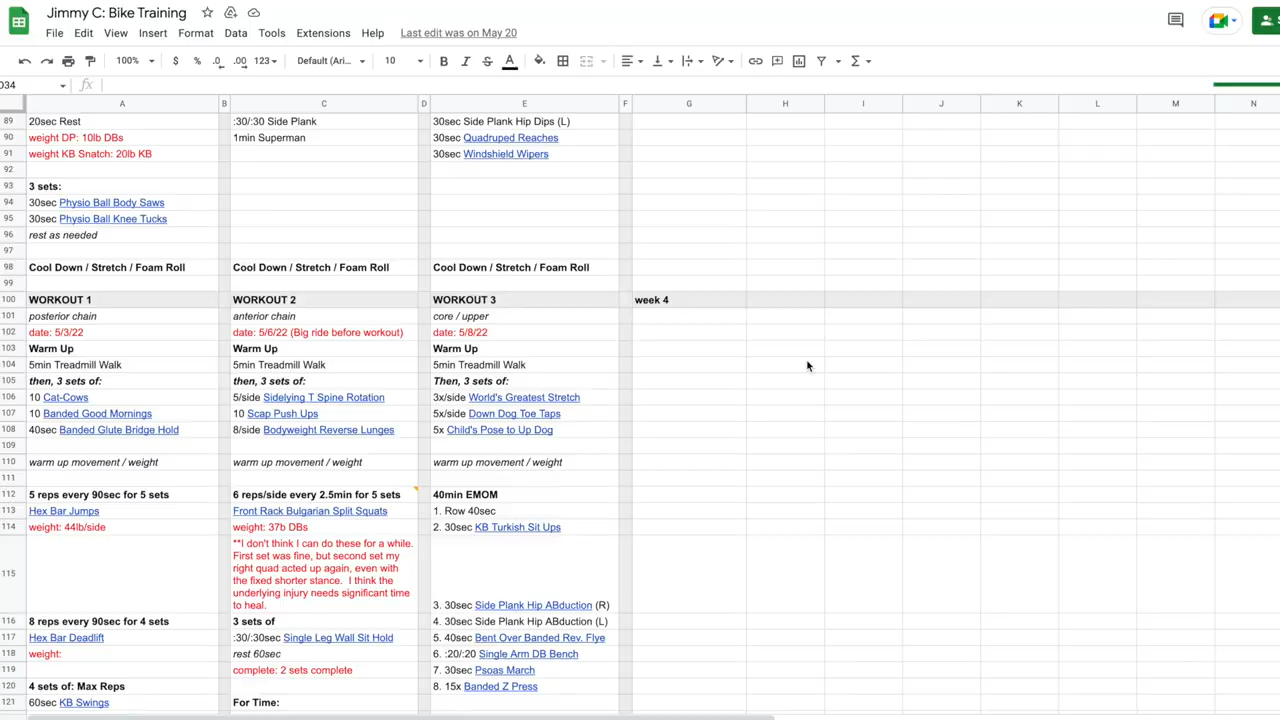 Jimmy C: Bike Training
File Edit View Insert Format Data Tools Extensions Help Last edit was on May 20
100% $ % .0 .00 123 Default (Ari... 10 B I S A Σ
034 fx
A B C D E F G H I J K L M N
89 20sec Rest :30/:30 Side Plank 30sec Side Plank Hip Dips (L)
90 weight DP: 10lb DBs 1min Superman 30sec Quadruped Reaches
91 weight KB Snatch: 20lb KB 30sec Windshield Wipers
92
93 3 sets:
94 30sec Physio Ball Body Saws
95 30sec Physio Ball Knee Tucks
96 rest as needed
97
98 Cool Down / Stretch / Foam Roll Cool Down / Stretch / Foam Roll Cool Down / Stretch / Foam Roll
99
100 WORKOUT 1 WORKOUT 2 WORKOUT 3 week 4
101 posterior chain anterior chain core / upper
102 date: 5/3/22 date: 5/6/22 (Big ride before workout) date: 5/8/22
103 Warm Up Warm Up Warm Up
104 5min Treadmill Walk 5min Treadmill Walk 5min Treadmill Walk
105 then, 3 sets of: then, 3 sets of: Then, 3 sets of:
106 10 Cat-Cows 5/side Sidelying T Spine Rotation 3x/side World's Greatest Stretch
107 10 Banded Good Mornings 10 Scap Push Ups 5x/side Down Dog Toe Taps
108 40sec Banded Glute Bridge Hold 8/side Bodyweight Reverse Lunges 5x Child's Pose to Up Dog
109
110 warm up movement / weight warm up movement / weight warm up movement / weight
111
112 5 reps every 90sec for 5 sets 6 reps/side every 2.5min for 5 sets 40min EMOM
113 Hex Bar Jumps Front Rack Bulgarian Split Squats 1. Row 40sec
114 weight: 44lb/side weight: 37b DBs 2. 30sec KB Turkish Sit Ups
**I don't think I can do these for a while.
First set was fine, but second set my
115 right quad acted up again, even with
the fixed shorter stance. I think the
underlying injury needs significant time
to heal. 3. 30sec Side Plank Hip ABduction (R)
116 8 reps every 90sec for 4 sets 3 sets of 4. 30sec Side Plank Hip ABduction (L)
117 Hex Bar Deadlift :30/:30sec Single Leg Wall Sit Hold 5. 40sec Bent Over Banded Rev. Flye
118 weight: rest 60sec 6. :20/:20 Single Arm DB Bench
119 complete: 2 sets complete 7. 30sec Psoas March
120 4 sets of: Max Reps 8. 15x Banded Z Press
121 60sec KB Swings For Time: